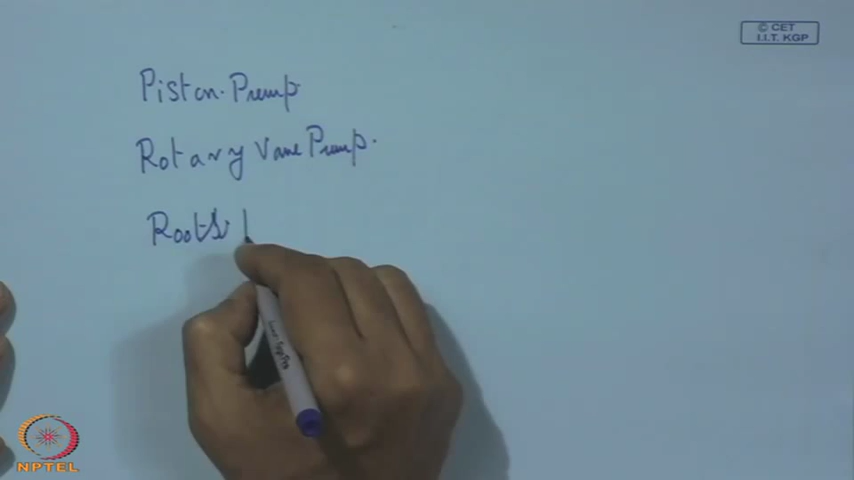 © CET
I.I.T. KGP
Piston Pump
Rotary Vane Pump.
Roots
NPTEL